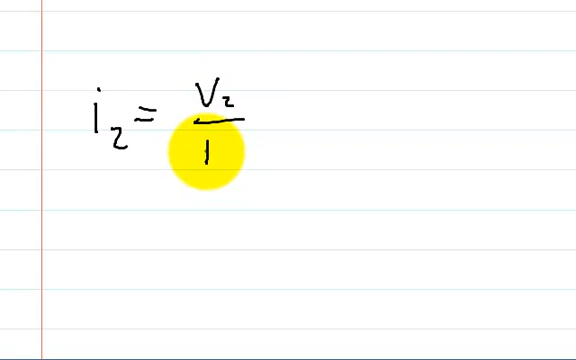 i₂ = v₂/1